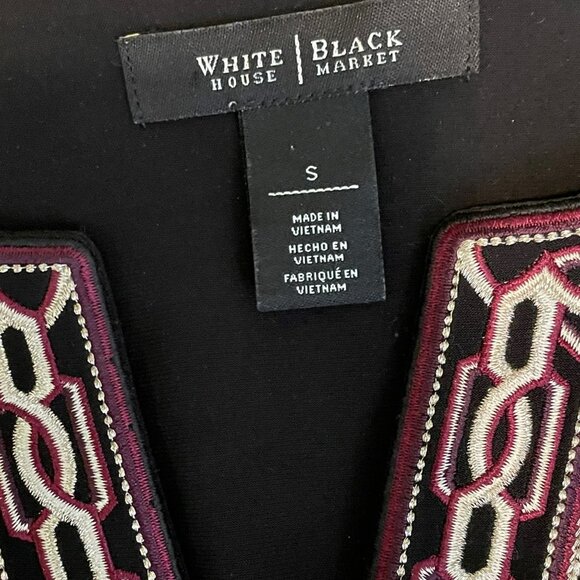 WHITE | BLACK
HOUSE | MARKET
S
MADE IN
VIETNAM
HECHO EN
VIETNAM
FABRIQUÉ EN
VIETNAM